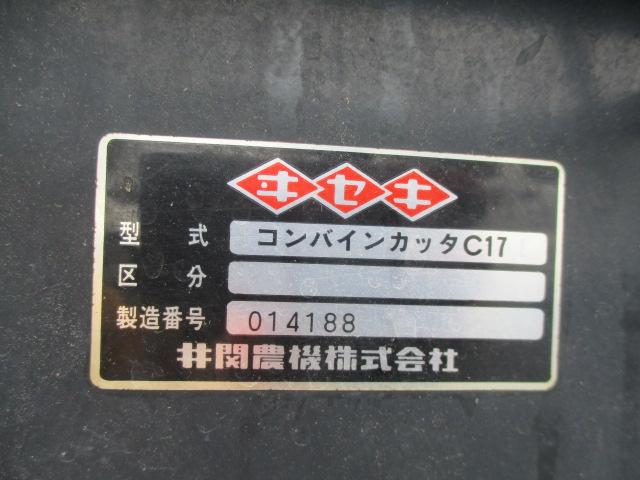 ヰセキ
型 式 コンバインカッタC17
区 分
製造番号 014188
井関農機株式会社